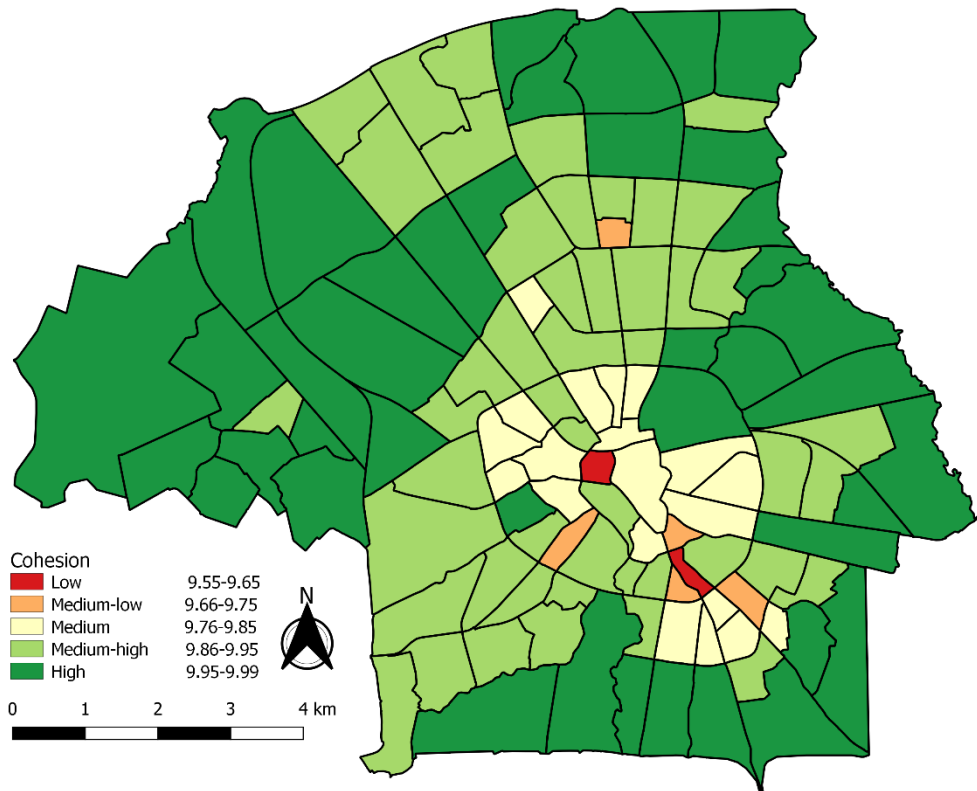 Cohesion
Low 9.55-9.65
Medium-low 9.66-9.75
Medium 9.76-9.85
Medium-high 9.86-9.95
High 9.95-9.99
N
0 1 2 3 4 km